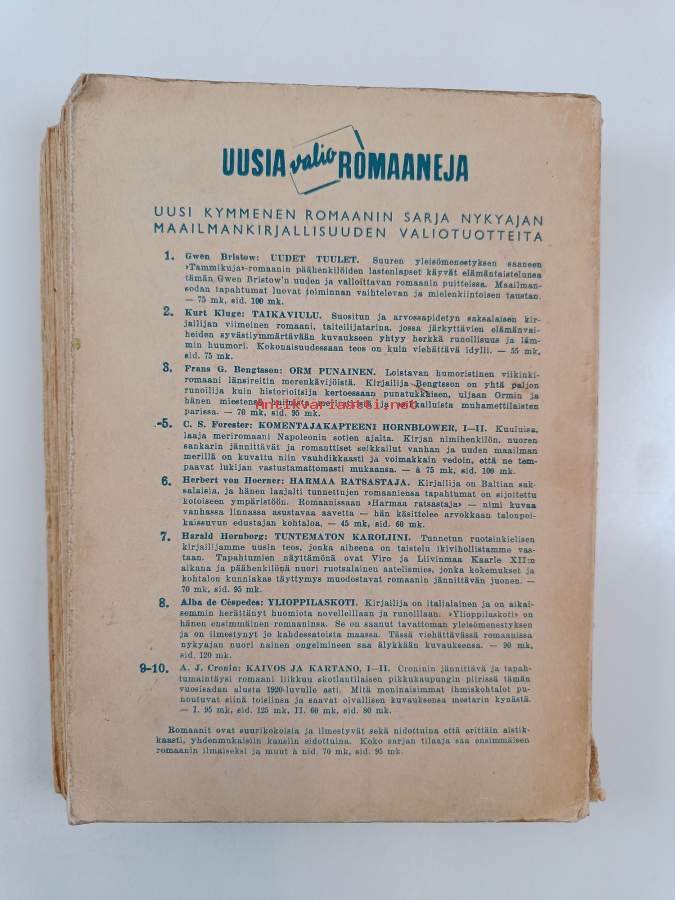 UUSIA valio ROMAANEJA
UUSI KYMMENEN ROMAANIN SARJA NYKYAJAN
MAAILMANKIRJALLISUUDEN VALIOTUOTTEITA
1. Gwen Bristow: UUDET TUULET. Suuren yleisömenestyksen saaneen
»Tammikuja»-romaanin päähenkilöiden lastenlapset käyvät elämäntaistelunsa
tämän Gwen Bristow'n uuden ja valloittavan romaanin puitteissa. Maailman-
sodan tapahtumat luovat toiminnan vaihtelevan ja mielenkiintoisen taustan.
— 75 mk, sid. 100 mk.
2. Kurt Kluge: TAIKAVIULU. Suositun ja arvossapidetyn saksalaisen kir-
jailijan viimeinen romaani, taiteilijatarina, jossa järkyttävien elämänvai-
heiden syvästiymmärtävään kuvaukseen yhtyy herkkä runollisuus ja läm-
min huumori. Kokonaisuudessaan teos on kuin viehättävä idylli. — 55 mk,
sid. 75 mk.
3. Frans G. Bengtsson: ORM PUNAINEN. Loistavan humoristinen viikinki-
romaani länsireitin merenkävijöistä. Kirjailija Bengtsson on yhtä paljon
runoilija kuin historioitsija kertoessaan punatukkaisen, uljaan Ormin ja
hänen miestensä huimista meriretkistä ja seikkailuista muhamettilaisten
parissa. — 70 mk, sid. 95 mk.
Antikvariaatti.net
-5. C. S. Forester: KOMENTAJAKAPTEENI HORNBLOWER, I—II. Kuuluisa,
laaja meriromaani Napoleonin sotien ajalta. Kirjan nimihenkilön, nuoren
sankarin jännittävät ja romanttiset seikkailut vanhan ja uuden maailman
merillä on kuvattu niin vauhdikkaasti ja voimakkain vedoin, että ne tem-
paavat lukijan vastustamattomasti mukaansa. — à 75 mk, sid. 100 mk.
6. Herbert von Hoerner: HARMAA RATSASTAJA. Kirjailija on Baltian sak-
salaisia, ja hänen laajalti tunnettujen romaaniensa tapahtumat on sijoitettu
kotoiseen ympäristöön. Romaanissaan »Harmaa ratsastaja» — nimi kuvaa
vanhassa linnassa asustavaa aavetta — hän käsittelee arvokkaan talonpoi-
kaissuvun edustajan kohtaloa. — 45 mk, sid. 60 mk.
7. Harald Hornborg: TUNTEMATON KAROLIINI. Tunnetun ruotsinkielisen
kirjailijamme uusin teos, jonka aiheena on taistelu ikivihollistamme vas-
taan. Tapahtumien näyttämönä ovat Viro ja Liivinmaa Kaarle XII:n
aikana ja päähenkilönä nuori ruotsalainen aatelismies, jonka kokemukset ja
kohtalon kunniakas täyttymys muodostavat romaanin jännittävän juonen. —
70 mk, sid. 95 mk.
8. Alba de Céspedes: YLIOPPILASKOTI. Kirjailija on italialainen ja on aikai-
semmin herättänyt huomiota novelleillaan ja runoillaan. »Ylioppilaskoti» on
hänen ensimmäinen romaaninsa. Se on saanut tavattoman yleisömenestyksen
ja on ilmestynyt jo kahdessatoista maassa. Tässä viehättävässä romaanissa
nykyajan nuori nainen ongelmineen saa älykkään kuvauksensa. — 90 mk,
sid. 120 mk.
9-10. A. J. Cronin: KAIVOS JA KARTANO, I—II. Croninin jännittävä ja tapah-
tumaintäysi romaani liikkuu skotlantilaisen pikkukaupungin piirissä tämän
vuosisadan alusta 1920-luvulle asti. Mitä moninaisimmat ihmiskohtalot pu-
noutuvat siinä toisiinsa ja saavat oivallisen kuvauksensa mestarin kynästä.
— I. 95 mk, sid. 125 mk, II. 60 mk, sid. 80 mk.
Romaanit ovat suurikokoisia ja ilmestyvät sekä nidottuina että erittäin aistik-
kaasti, yhdenmukaisiin kansiin sidottuina. Koko sarjan tilaaja saa ensimmäisen
romaanin ilmaiseksi ja muut à nid. 70 mk, sid. 95 mk.